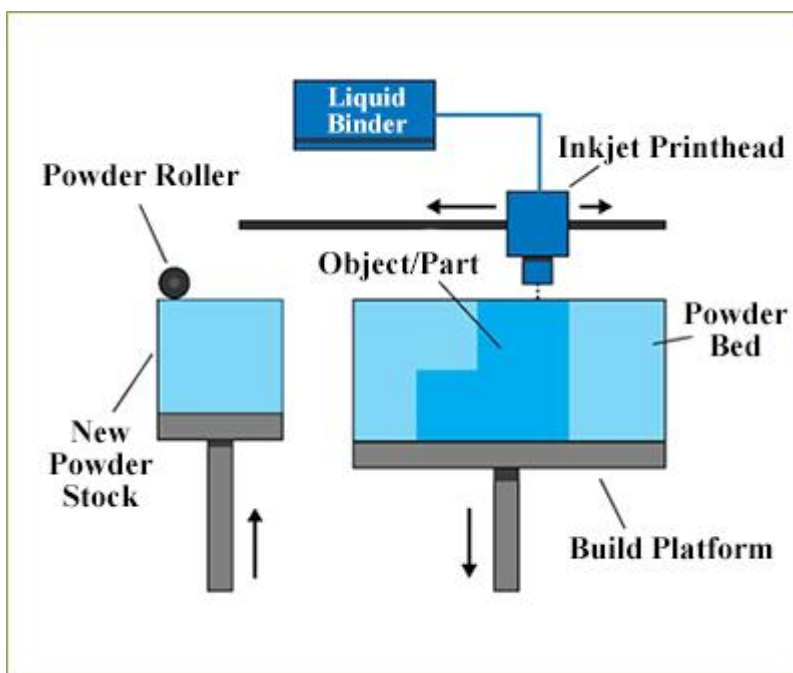 Liquid
Binder
Inkjet Printhead
Powder Roller
Object/Part
Powder
Bed
New
Powder
Stock
Build Platform